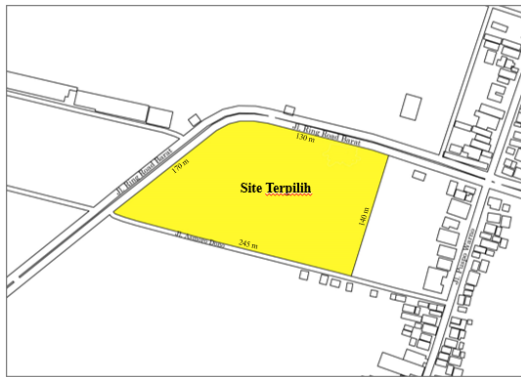 Jl. Ring Road Barat
130 m
Jl. Ring Road Barat
170 m
Site Terpilih
140 m
245 m